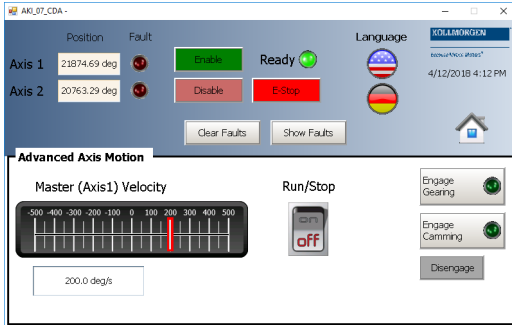 AKI_07_CDA -
Position Fault Language KOLLMORGEN
Axis 1 21874.69 deg Enable Ready
4/12/2018 4:12 PM
Axis 2 20763.29 deg Disable E-Stop
Clear Faults Show Faults
Advanced Axis Motion
Master (Axis1) Velocity Run/Stop Engage
Gearing
-500 -400 -300 -200 -100 0 100 200 300 400 500
on
off
Engage
Camming
Disengage
200.0 deg/s